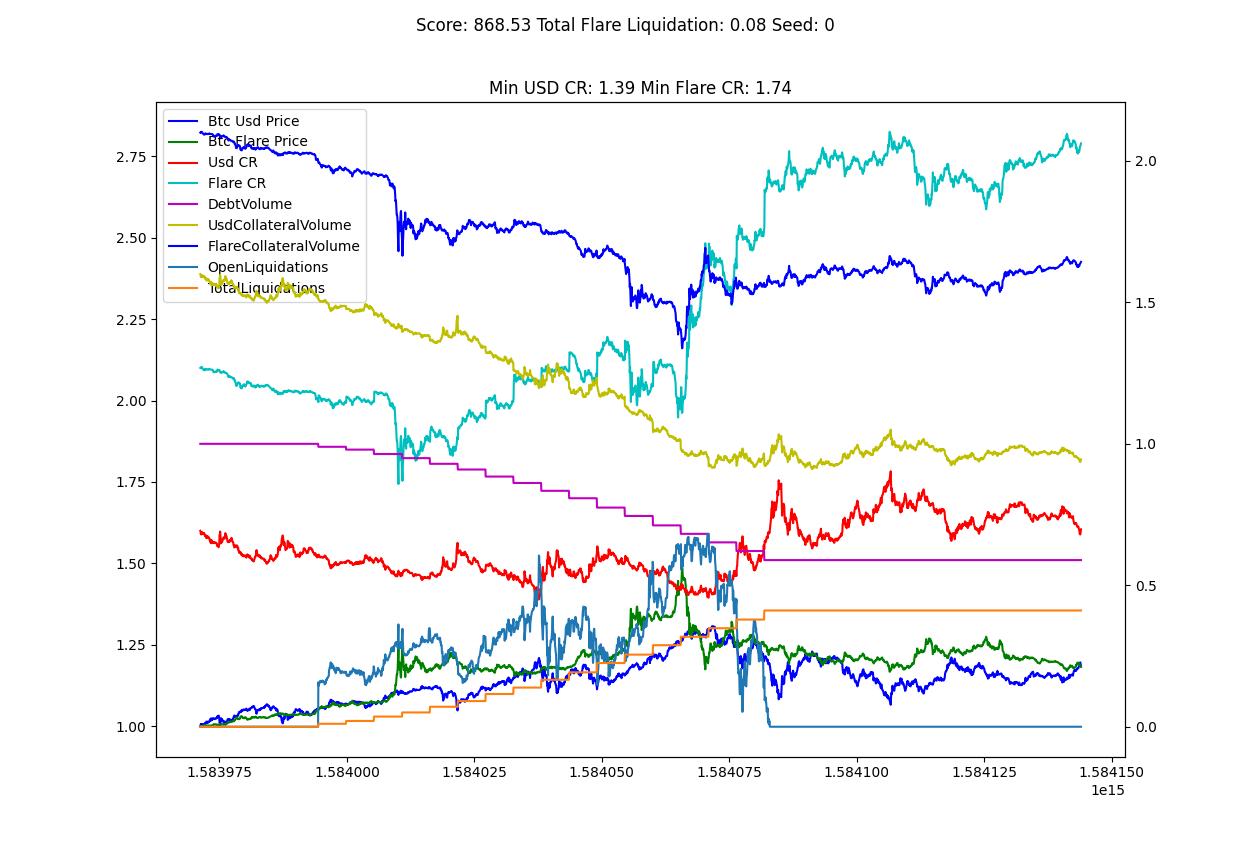 Score: 868.53 Total Flare Liquidation: 0.08 Seed: 0
Min USD CR: 1.39 Min Flare CR: 1.74
Btc Usd Price
Btc Flare Price
Usd CR
Flare CR
DebtVolume
UsdCollateralVolume
FlareCollateralVolume
OpenLiquidations
TotalLiquidations
2.75
2.50
2.25
2.00
1.75
1.50
1.25
1.00
2.0
1.5
1.0
0.5
0.0
1.583975 1.584000 1.584025 1.584050 1.584075 1.584100 1.584125 1.584150
1e15